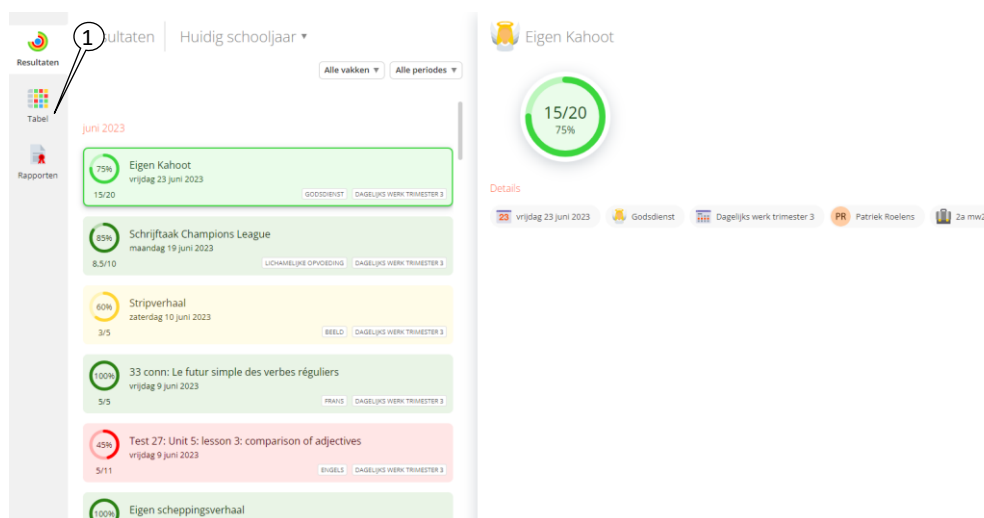 Resultaten
Tabel
Rapporten
1
sultaten
Huidig schooljaar ▾
Alle vakken ▼
Alle periodes ▼
juni 2023
75%
15/20
Eigen Kahoot
vrijdag 23 juni 2023
GODSDIENST
DAGELIJKS WERK TRIMESTER 3
85%
8,5/10
Schrijftaak Champions League
maandag 19 juni 2023
LICHAMELIJKE OPVOEDING
DAGELIJKS WERK TRIMESTER 3
60%
3/5
Stripverhaal
zaterdag 10 juni 2023
BEELD
DAGELIJKS WERK TRIMESTER 3
100%
5/5
33 conn: Le futur simple des verbes réguliers
vrijdag 9 juni 2023
FRANS
DAGELIJKS WERK TRIMESTER 3
45%
5/11
Test 27: Unit 5: lesson 3: comparison of adjectives
vrijdag 9 juni 2023
ENGELS
DAGELIJKS WERK TRIMESTER 3
100%
Eigen scheppingsverhaal
Eigen Kahoot
15/20
75%
Details
23 vrijdag 23 juni 2023
Godsdienst
Dagelijks werk trimester 3
PR Patriek Roelens
2a mw2